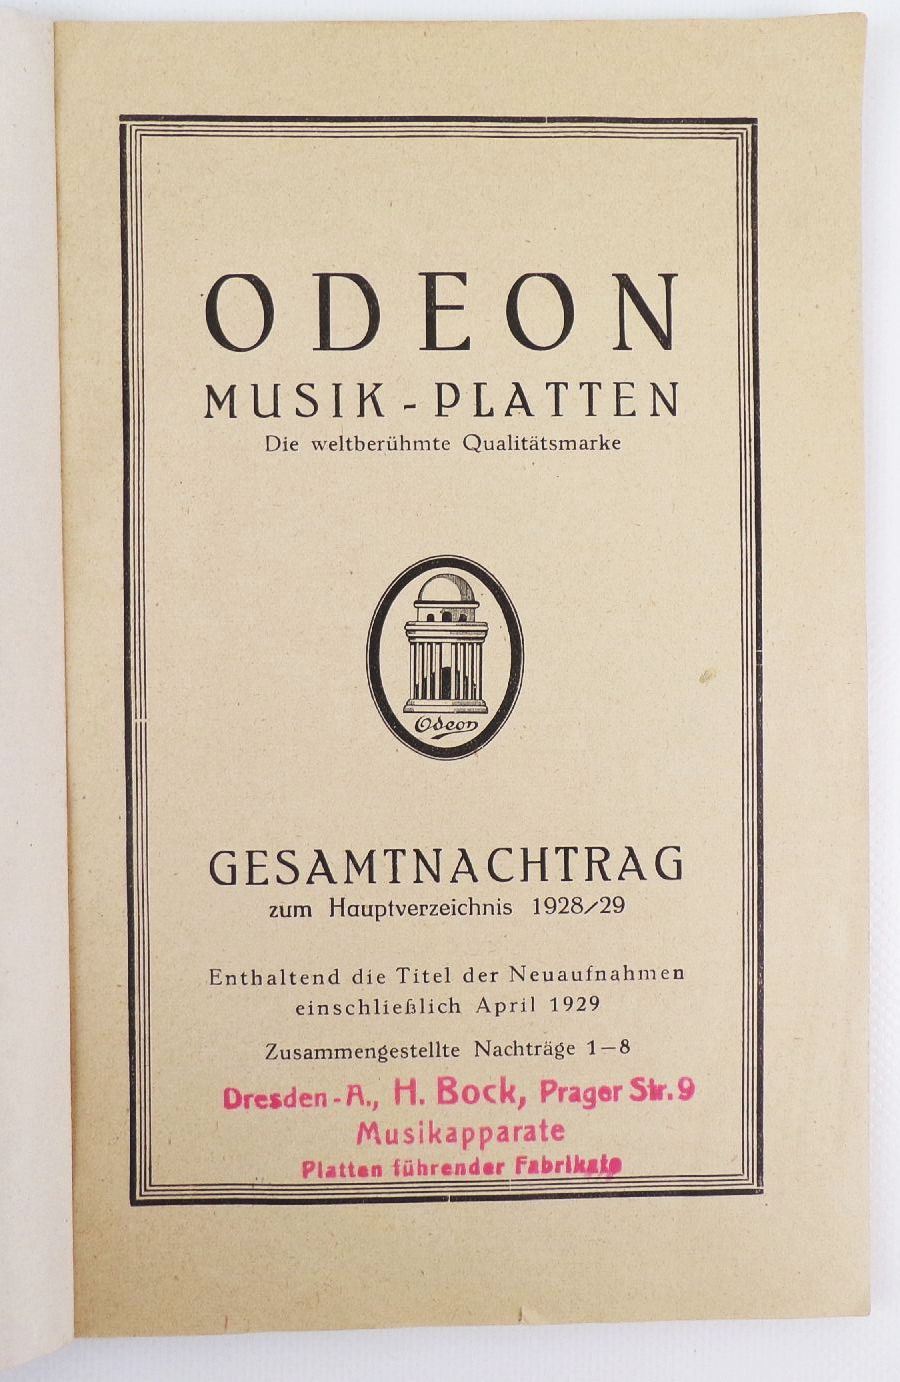 ODEON
MUSIK-PLATTEN
Die weltberühmte Qualitätsmarke
Odeon
GESAMTNACHTRAG
zum Hauptverzeichnis 1928/29
Enthaltend die Titel der Neuaufnahmen
einschließlich April 1929
Zusammengestellte Nachträge 1–8
Dresden-A., H. Bock, Prager Str. 9
Musikapparate
Platten führender Fabrikate